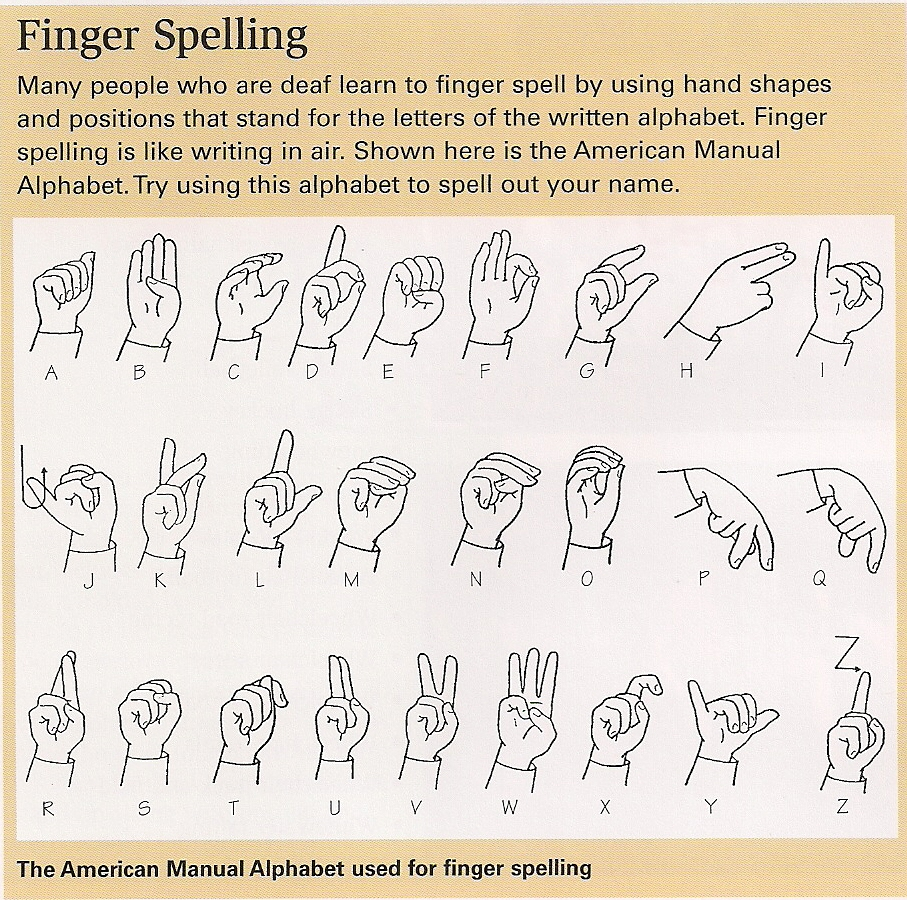 Finger Spelling
Many people who are deaf learn to finger spell by using hand shapes
and positions that stand for the letters of the written alphabet. Finger
spelling is like writing in air. Shown here is the American Manual
Alphabet. Try using this alphabet to spell out your name.
A B C D E F G H I
J K L M N O P Q
Z
R S T U V W X Y Z
The American Manual Alphabet used for finger spelling